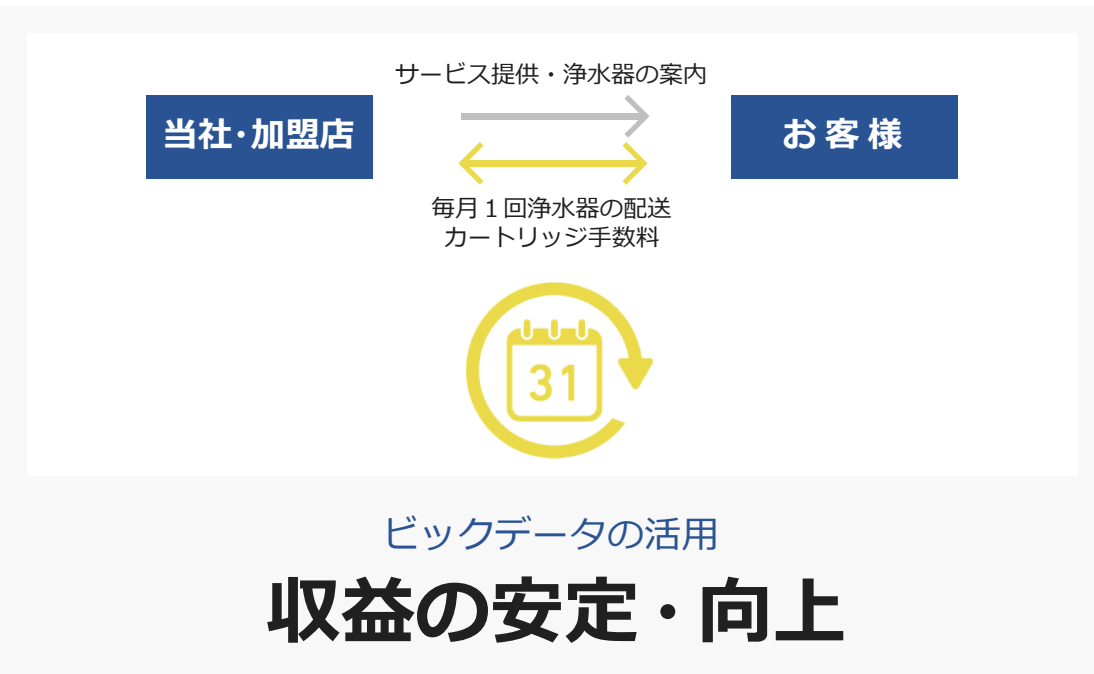 サービス提供・浄水器の案内
当社・加盟店
お客様
毎月１回浄水器の配送
カートリッジ手数料
31
ビックデータの活用
収益の安定・向上